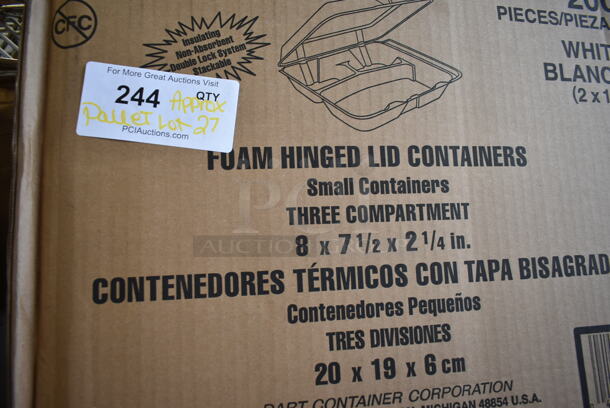 CFC
Insulating
Non-Absorbent
Double Lock System
Stackable
PIECES/PIEZA
WHIT
BLANC
(2 x 1
For More Great Auctions Visit
244 QTY Approx
Pallet Lot 27
PCIAuctions.com
FOAM HINGED LID CONTAINERS
Small Containers
THREE COMPARTMENT
8 x 7 1/2 x 2 1/4 in.
PCI
AUCTION GROUP
CONTENEDORES TÉRMICOS CON TAPA BISAGRAD
Contenedores Pequeños
TRES DIVISIONES
20 x 19 x 6 cm
DART CONTAINER CORPORATION
MICHIGAN 48854 U.S.A.